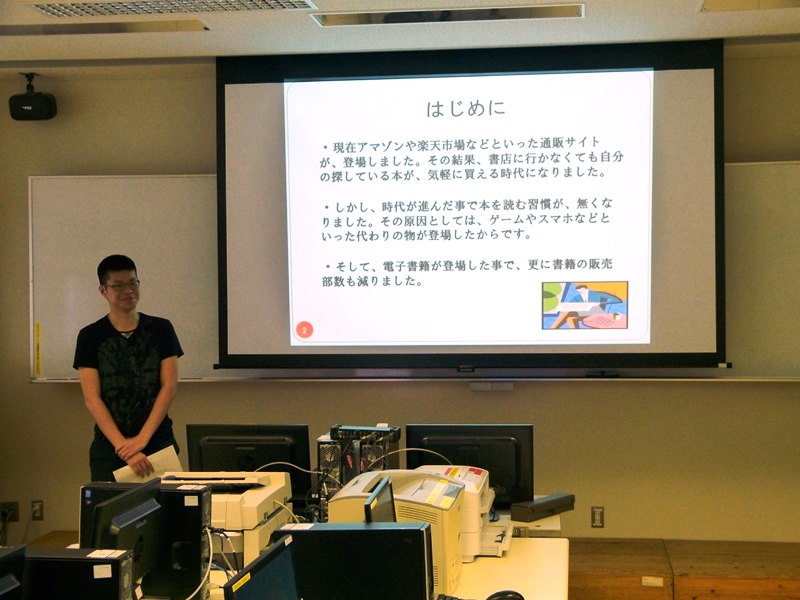 はじめに
・現在アマゾンや楽天市場などといった通販サイト
が、登場しました。その結果、書店に行かなくても自分
の探している本が、気軽に買える時代になりました。
・しかし、時代が進んだ事で本を読む習慣が、無くな
りました。その原因としては、ゲームやスマホなどと
いった代わりの物が登場したからです。
・そして、電子書籍が登場した事で、更に書籍の販売
部数も減りました。
2